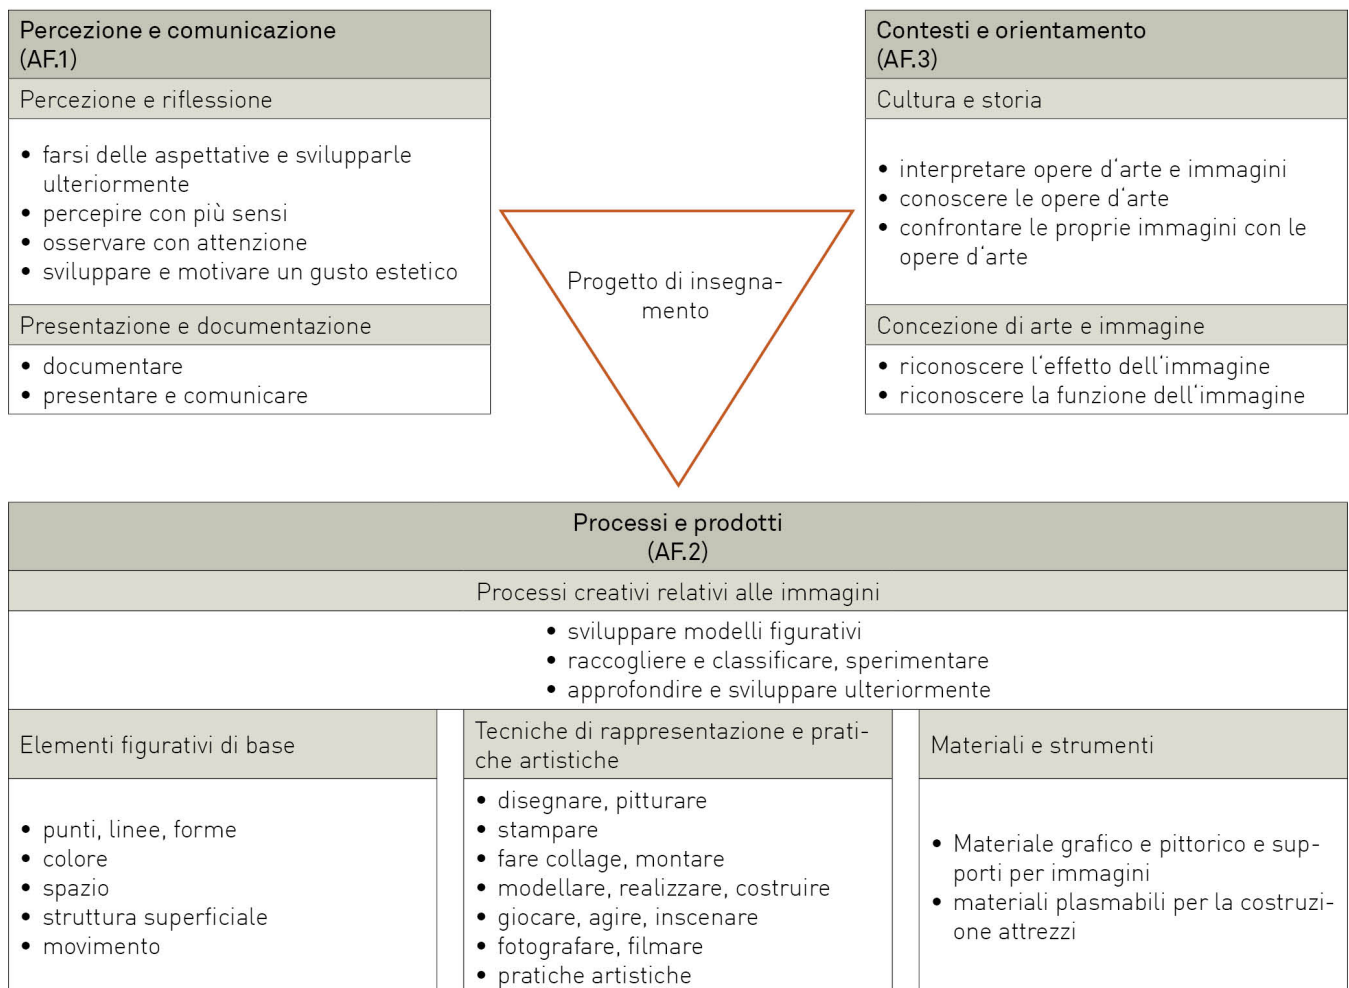 Percezione e comunicazione
(AF.1)
Percezione e riflessione
• farsi delle aspettative e svilupparle
ulteriormente
• percepire con più sensi
• osservare con attenzione
• sviluppare e motivare un gusto estetico
Presentazione e documentazione
• documentare
• presentare e comunicare
Progetto di insegna-
mento
Contesti e orientamento
(AF.3)
Cultura e storia
• interpretare opere d‘arte e immagini
• conoscere le opere d‘arte
• confrontare le proprie immagini con le
opere d‘arte
Concezione di arte e immagine
• riconoscere l‘effetto dell‘immagine
• riconoscere la funzione dell‘immagine
Processi e prodotti
(AF.2)
Processi creativi relativi alle immagini
• sviluppare modelli figurativi
• raccogliere e classificare, sperimentare
• approfondire e sviluppare ulteriormente
Elementi figurativi di base
• punti, linee, forme
• colore
• spazio
• struttura superficiale
• movimento
Tecniche di rappresentazione e prati-
che artistiche
• disegnare, pitturare
• stampare
• fare collage, montare
• modellare, realizzare, costruire
• giocare, agire, inscenare
• fotografare, filmare
• pratiche artistiche
Materiali e strumenti
• Materiale grafico e pittorico e sup-
porti per immagini
• materiali plasmabili per la costruzi-
one attrezzi